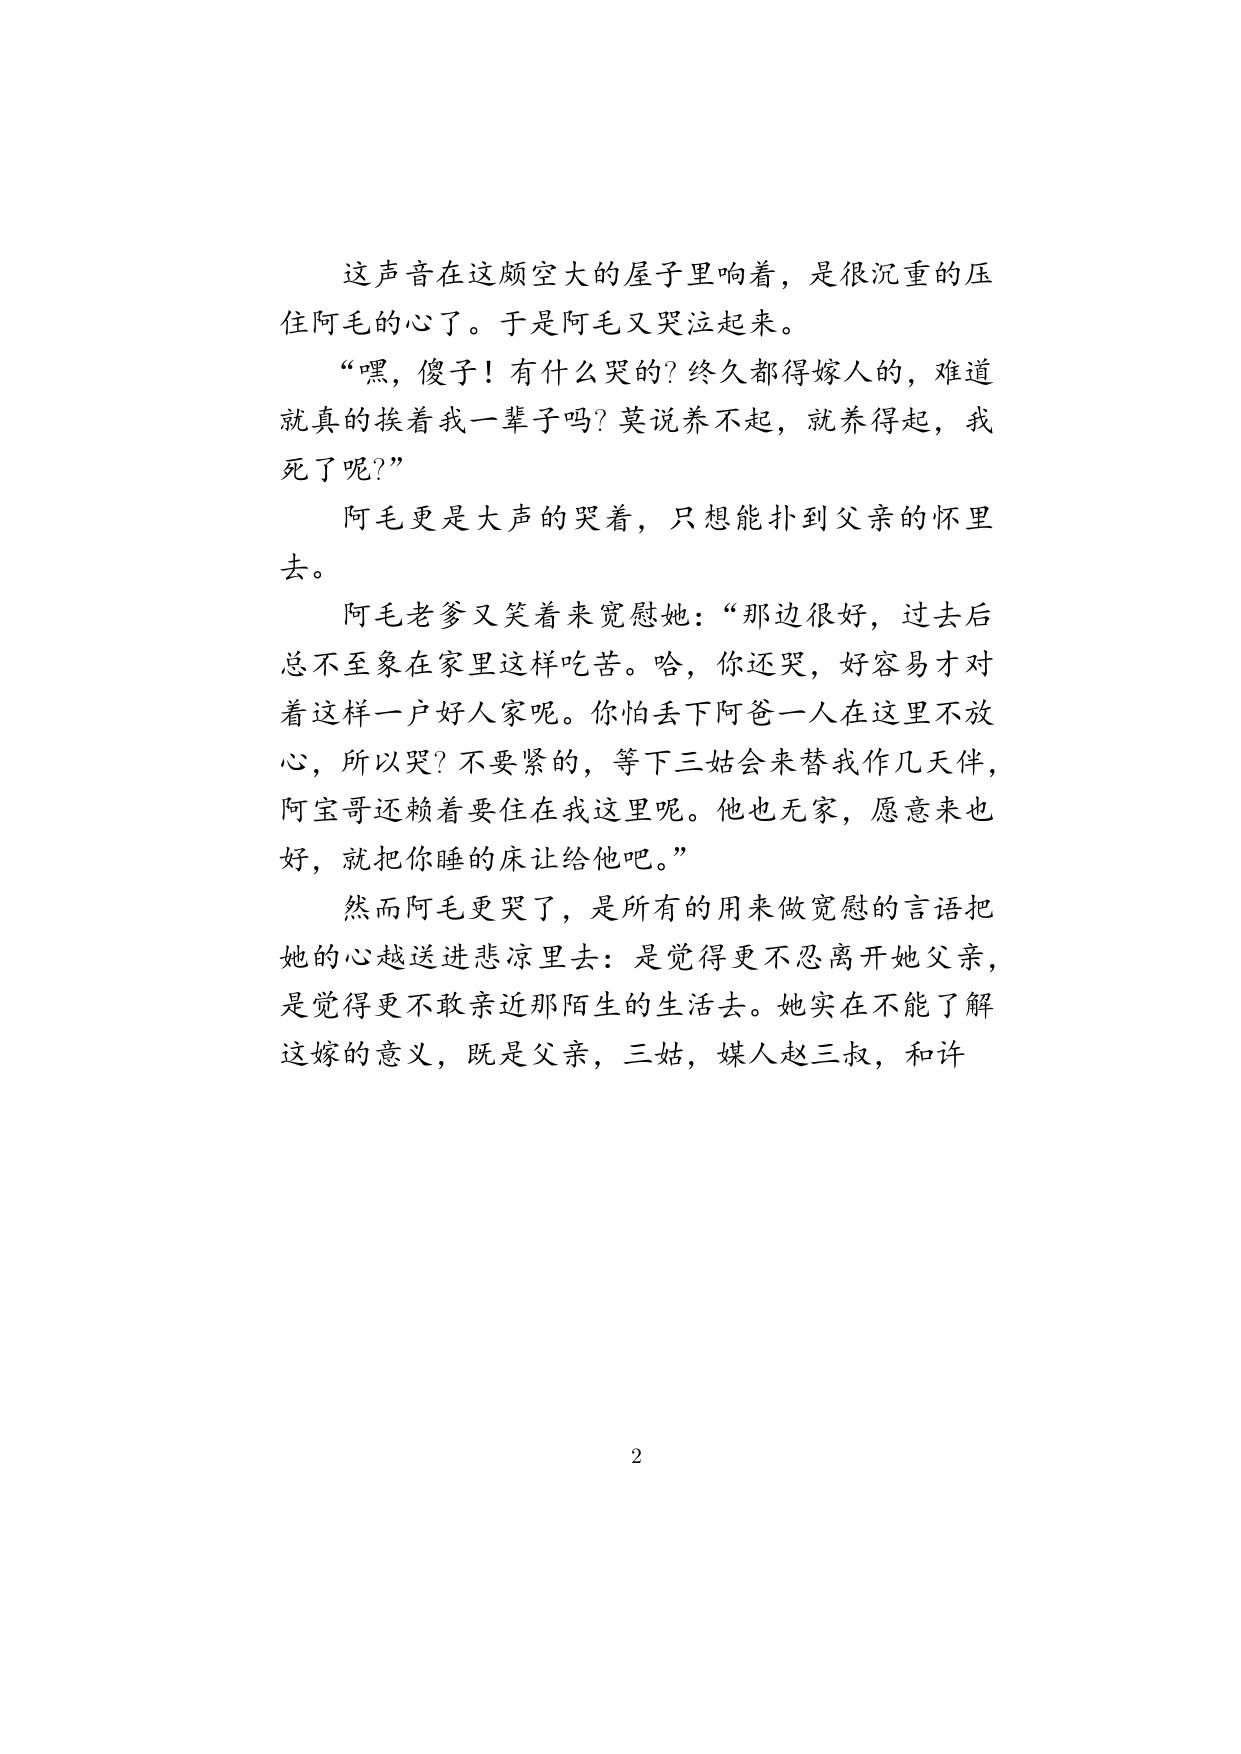 这声音在这颇空大的屋子里响着，是很沉重的压
住阿毛的心了。于是阿毛又哭泣起来。
“嘿，傻子！有什么哭的？终久都得嫁人的，难道
就真的挨着我一辈子吗？莫说养不起，就养得起，我
死了呢？”
阿毛更是大声的哭着，只想能扑到父亲的怀里
去。
阿毛老爹又笑着来宽慰她：“那边很好，过去后
总不至象在家里这样吃苦。哈，你还哭，好容易才对
着这样一户好人家呢。你怕丢下阿爸一人在这里不放
心，所以哭？不要紧的，等下三姑会来替我作几天伴，
阿宝哥还赖着要住在我这里呢。他也无家，愿意来也
好，就把你睡的床让给他吧。”
然而阿毛更哭了，是所有的用来做宽慰的言语把
她的心越送进悲凉里去：是觉得更不忍离开她父亲，
是觉得更不敢亲近那陌生的生活去。她实在不能了解
这嫁的意义，既是父亲，三姑，媒人赵三叔，和许
2